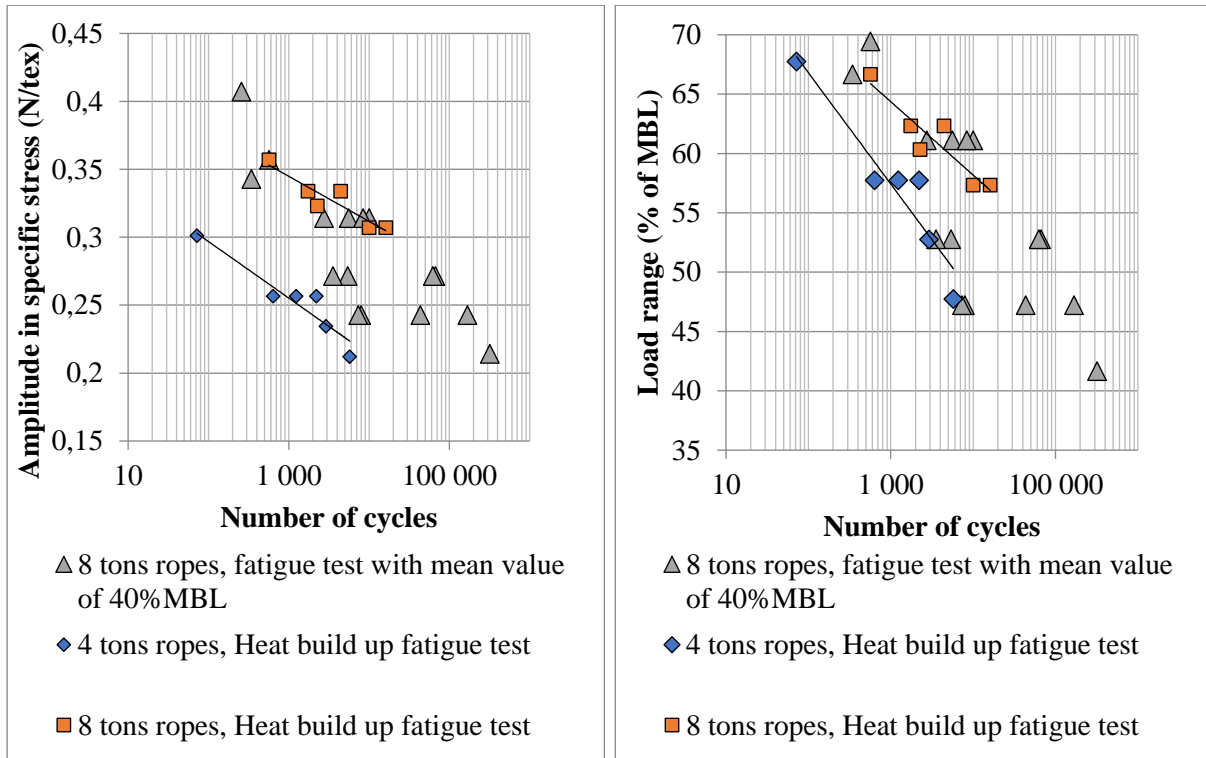 Amplitude in specific stress (N/tex)
0,45
0,4
0,35
0,3
0,25
0,2
0,15
10
1 000
100 000
Number of cycles
8 tons ropes, fatigue test with mean value
of 40%MBL
4 tons ropes, Heat build up fatigue test
8 tons ropes, Heat build up fatigue test
Load range (% of MBL)
70
65
60
55
50
45
40
35
10
1 000
100 000
Number of cycles
8 tons ropes, fatigue test with mean value
of 40%MBL
4 tons ropes, Heat build up fatigue test
8 tons ropes, Heat build up fatigue test